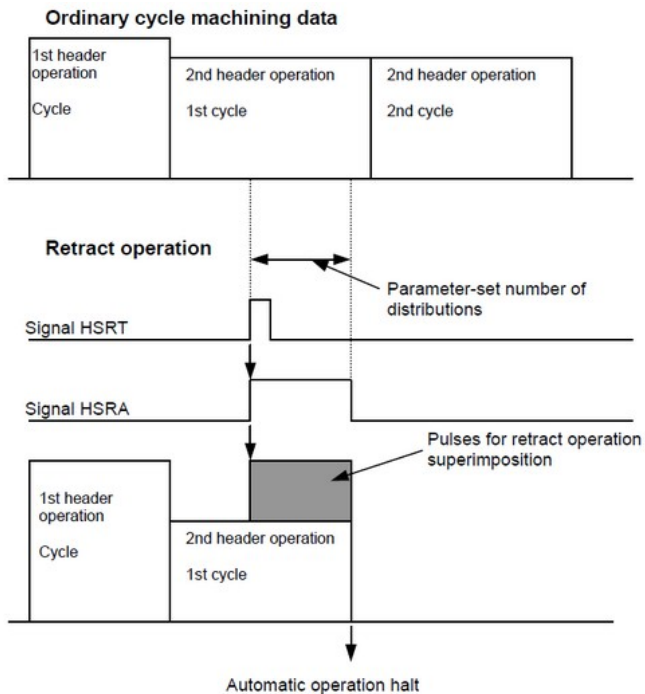 Ordinary cycle machining data
1st header
operation
Cycle
2nd header operation
1st cycle
2nd header operation
2nd cycle
Retract operation
Parameter-set number of
distributions
Signal HSRT
Signal HSRA
Pulses for retract operation
superimposition
1st header
operation
Cycle
2nd header operation
1st cycle
Automatic operation halt